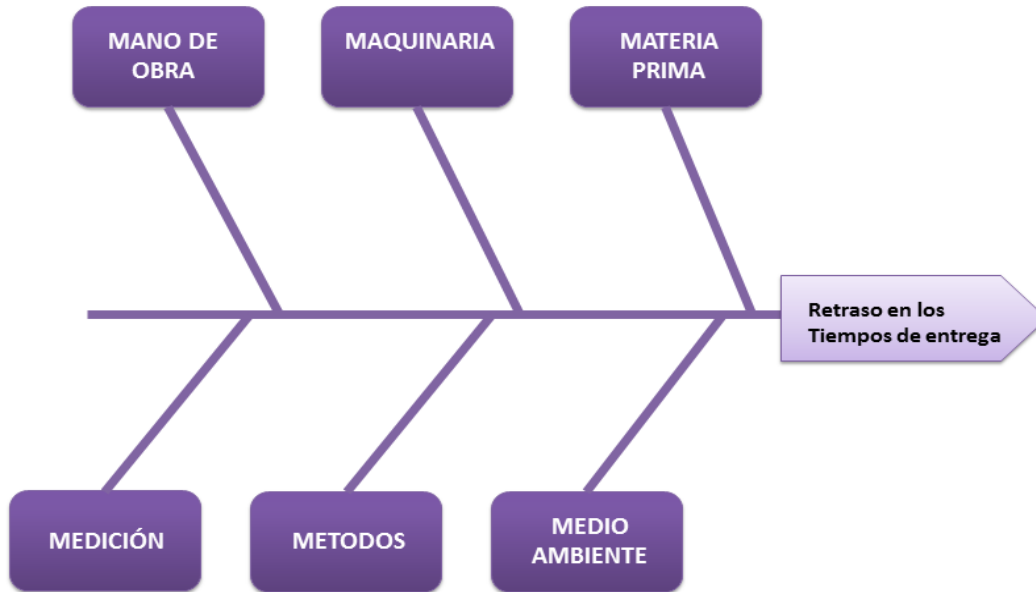 MANO DE
OBRA
MAQUINARIA
MATERIA
PRIMA
Retraso en los
Tiempos de entrega
MEDICIÓN
METODOS
MEDIO
AMBIENTE